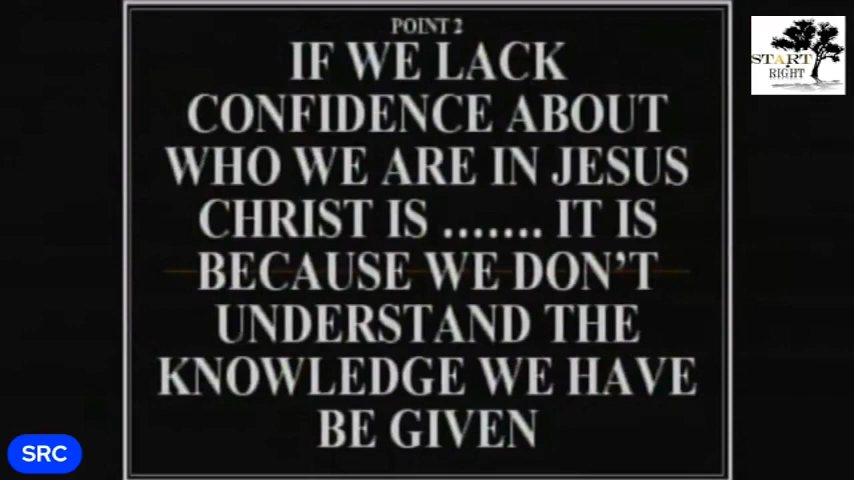 POINT 2
IF WE LACK
CONFIDENCE ABOUT
WHO WE ARE IN JESUS
CHRIST IS ....... IT IS
BECAUSE WE DON'T
UNDERSTAND THE
KNOWLEDGE WE HAVE
BE GIVEN
START
RIGHT
SRC